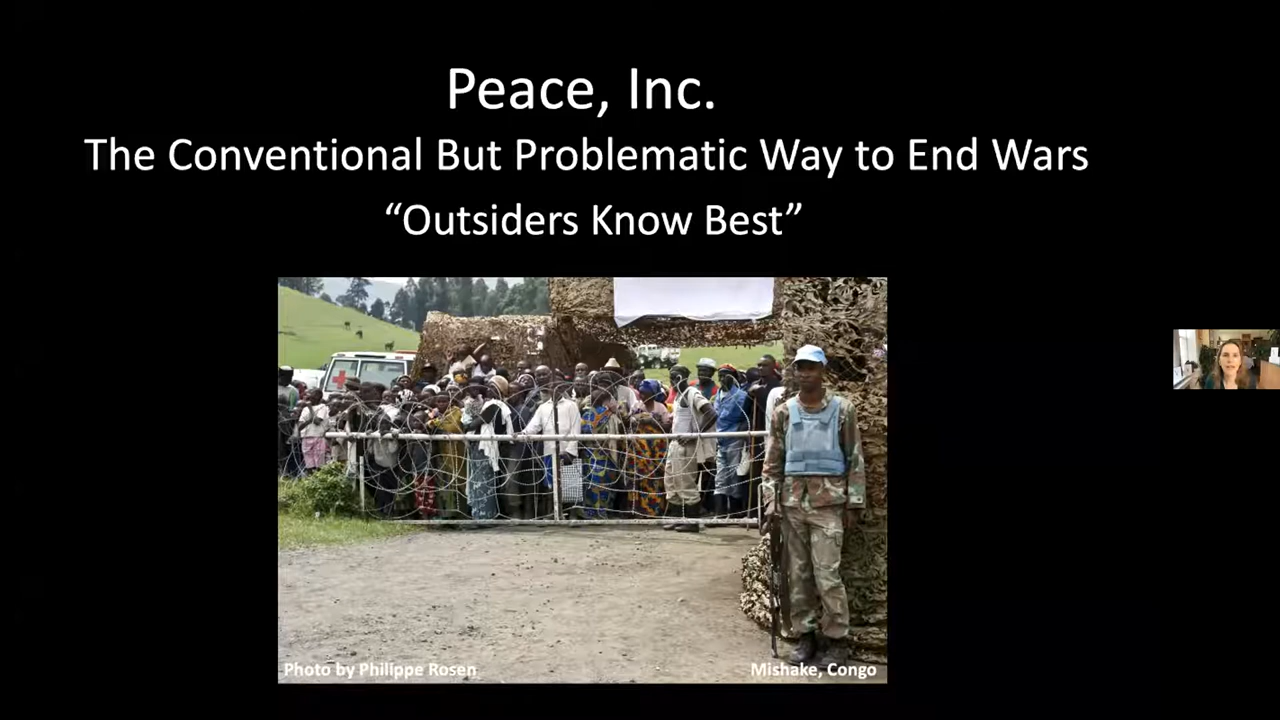 Peace, Inc.
The Conventional But Problematic Way to End Wars
“Outsiders Know Best”
Photo by Philippe Rosen
Mishake, Congo